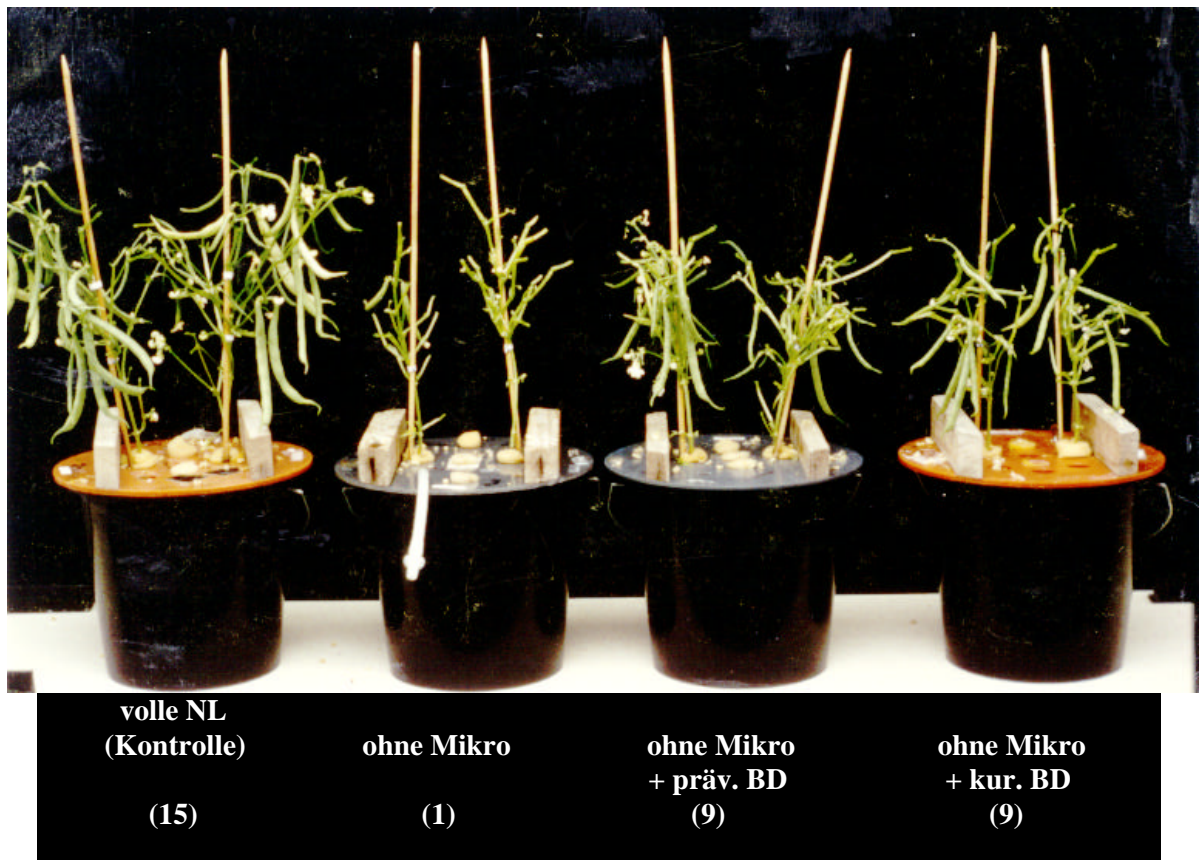 volle NL
(Kontrolle)
(15)
ohne Mikro
(1)
ohne Mikro
+ präv. BD
(9)
ohne Mikro
+ kur. BD
(9)